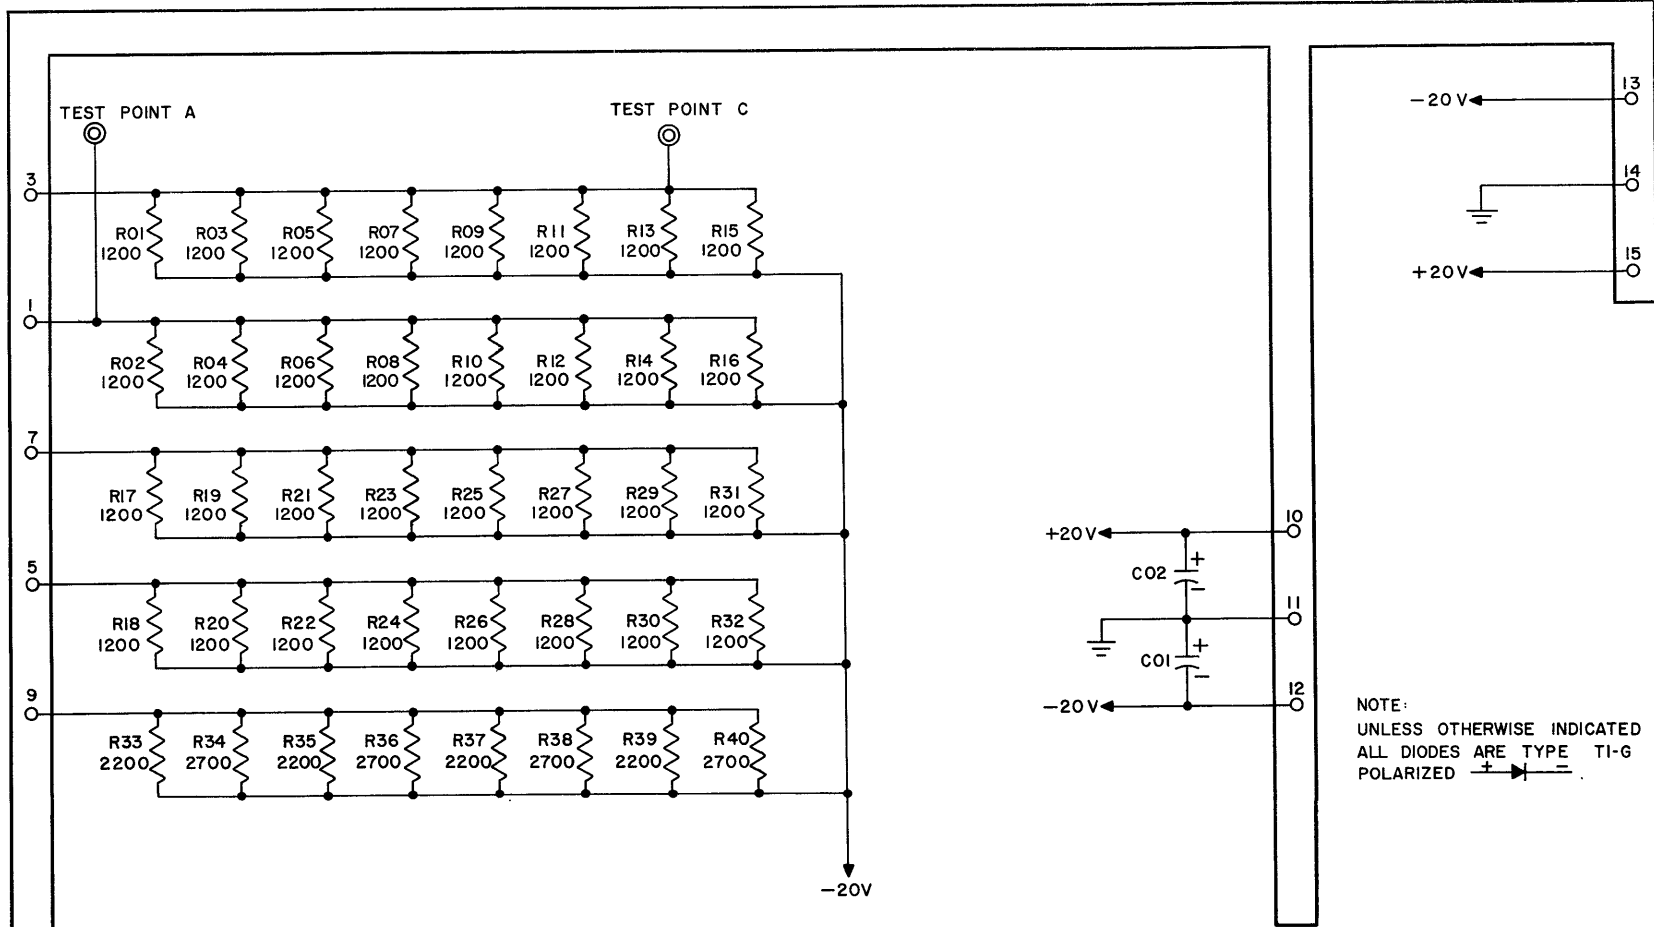 TEST POINT A
TEST POINT C
3
R01 R03 R05 R07 R09 R11 R13 R15
1200 1200 1200 1200 1200 1200 1200 1200
1
R02 R04 R06 R08 R10 R12 R14 R16
1200 1200 1200 1200 1200 1200 1200 1200
7
R17 R19 R21 R23 R25 R27 R29 R31
1200 1200 1200 1200 1200 1200 1200 1200
5
R18 R20 R22 R24 R26 R28 R30 R32
1200 1200 1200 1200 1200 1200 1200 1200
9
R33 R34 R35 R36 R37 R38 R39 R40
2200 2700 2200 2700 2200 2700 2200 2700
-20V
+20V
10
+
C02
-
11
+
C01
-
-20V
12
-20V
13
14
+20V
15
NOTE:
UNLESS OTHERWISE INDICATED
ALL DIODES ARE TYPE TI-G
POLARIZED + - .